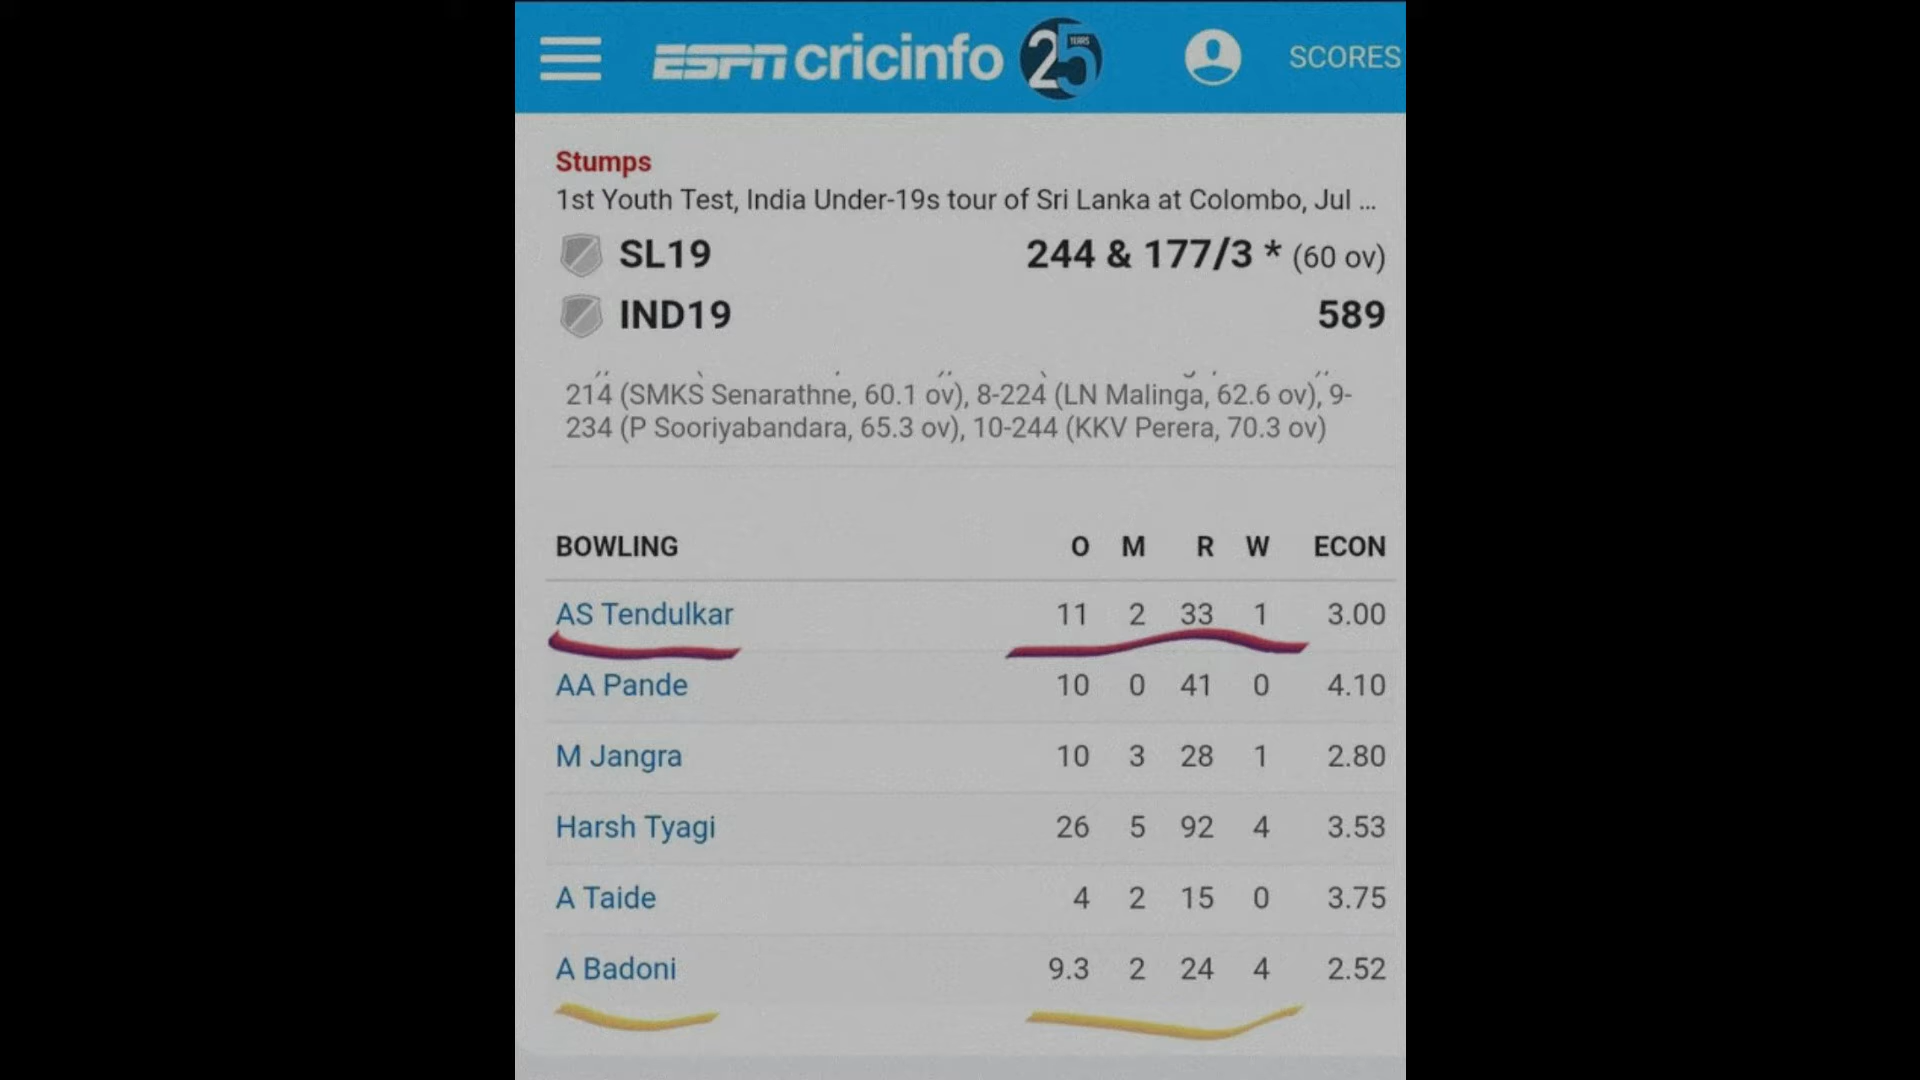 ESPN cricinfo 25 YEARS SCORES
Stumps
1st Youth Test, India Under-19s tour of Sri Lanka at Colombo, Jul ...
SL19 244 & 177/3 * (60 ov)
IND19 589
214 (SMKS Senarathne, 60.1 ov), 8-224 (LN Malinga, 62.6 ov), 9-
234 (P Sooriyabandara, 65.3 ov), 10-244 (KKV Perera, 70.3 ov)
BOWLING O M R W ECON
AS Tendulkar 11 2 33 1 3.00
AA Pande 10 0 41 0 4.10
M Jangra 10 3 28 1 2.80
Harsh Tyagi 26 5 92 4 3.53
A Taide 4 2 15 0 3.75
A Badoni 9.3 2 24 4 2.52